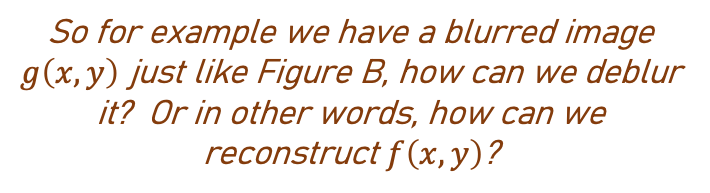 So for example we have a blurred image
g(x, y) just like Figure B, how can we deblur
it? Or in other words, how can we
reconstruct f (x, y)?